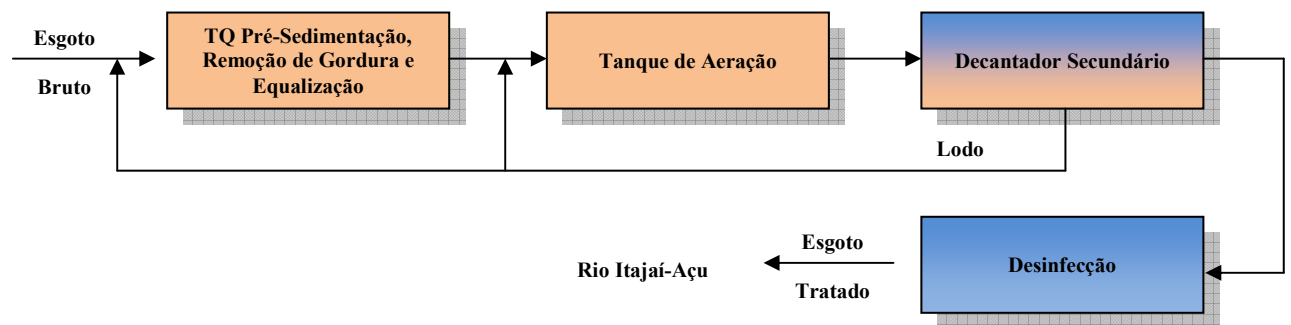 Esgoto
Bruto
TQ Pré-Sedimentação,
Remoção de Gordura e
Equalização
Tanque de Aeração
Decantador Secundário
Lodo
Desinfecção
Esgoto
Tratado
Rio Itajaí-Açu